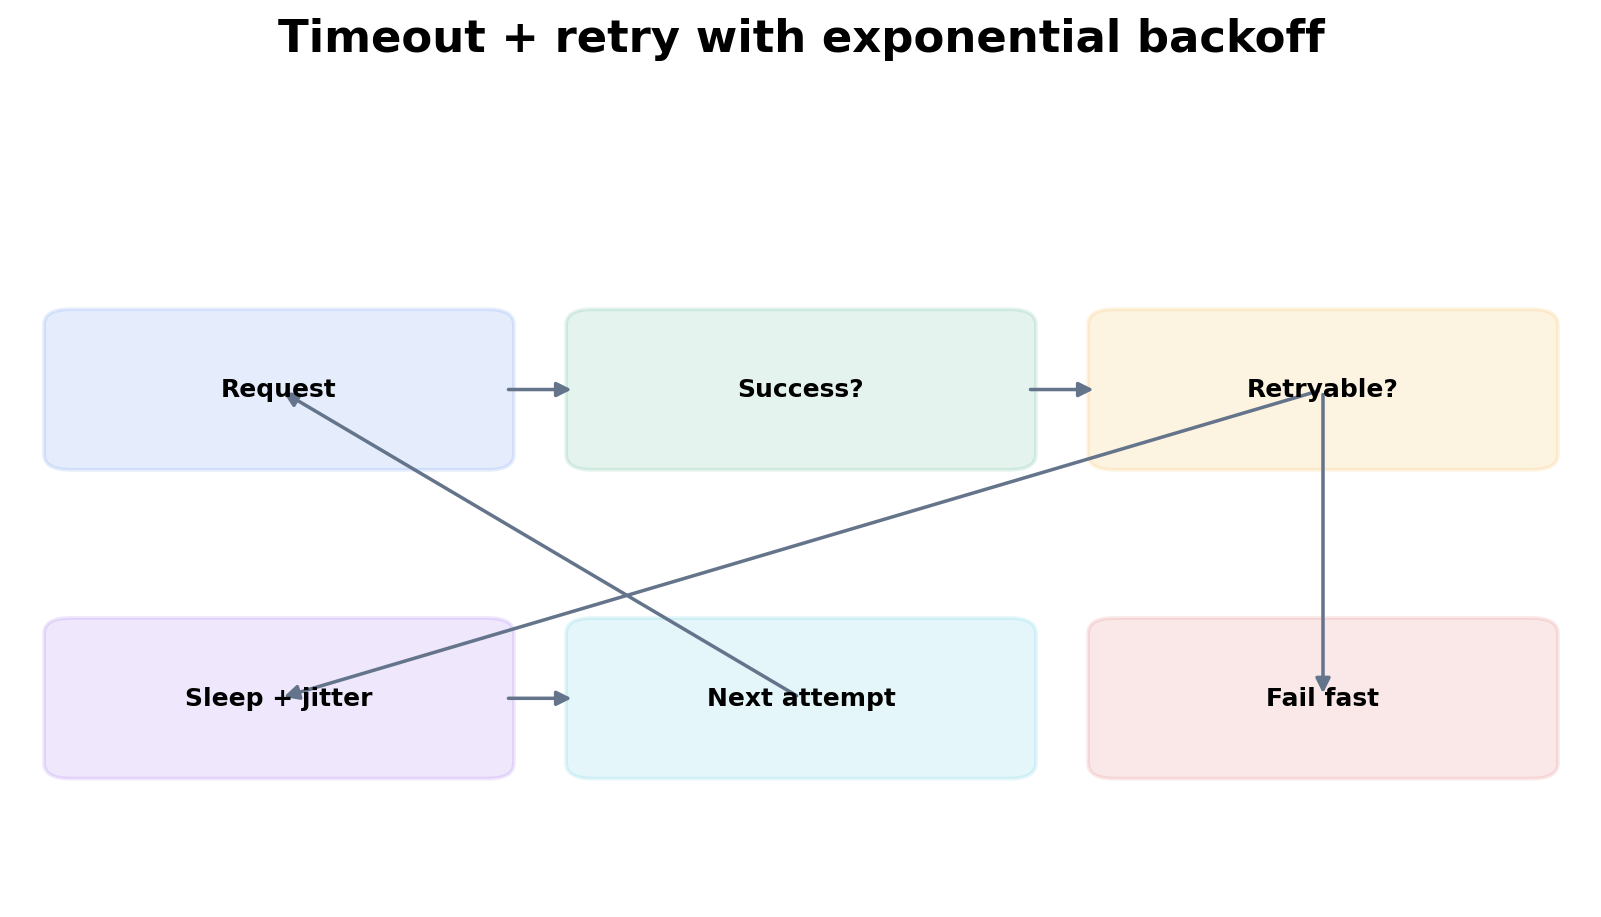 Timeout + retry with exponential backoff
Request
Success?
Retryable?
Sleep + jitter
Next attempt
Fail fast